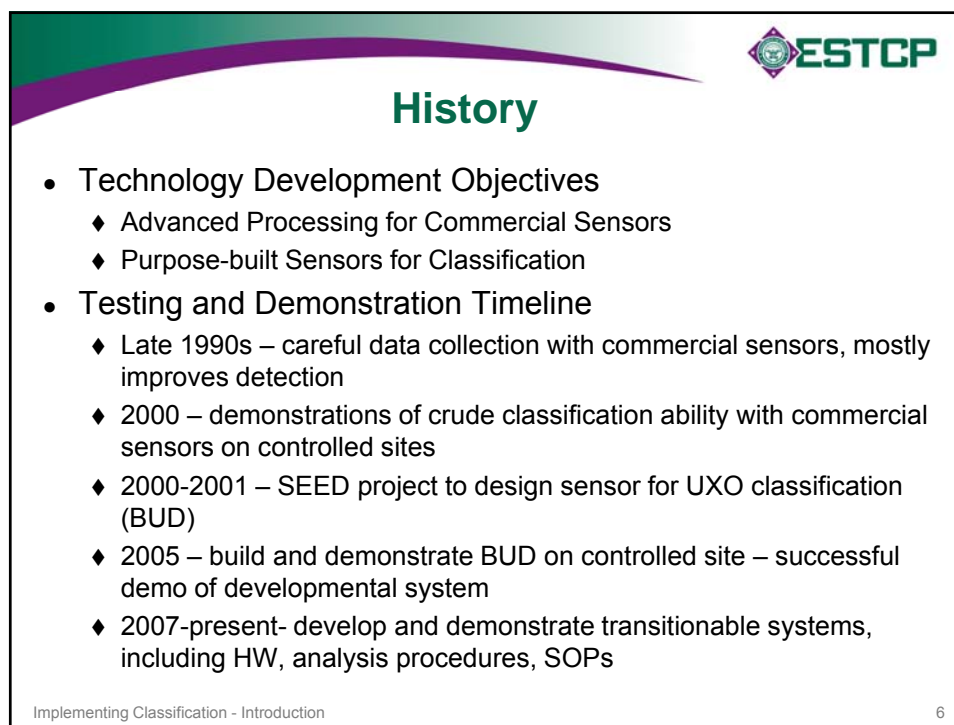 ESTCP
History
● Technology Development Objectives
♦ Advanced Processing for Commercial Sensors
♦ Purpose-built Sensors for Classification
● Testing and Demonstration Timeline
♦ Late 1990s – careful data collection with commercial sensors, mostly
improves detection
♦ 2000 – demonstrations of crude classification ability with commercial
sensors on controlled sites
♦ 2000-2001 – SEED project to design sensor for UXO classification
(BUD)
♦ 2005 – build and demonstrate BUD on controlled site – successful
demo of developmental system
♦ 2007-present- develop and demonstrate transitionable systems,
including HW, analysis procedures, SOPs
Implementing Classification - Introduction
6